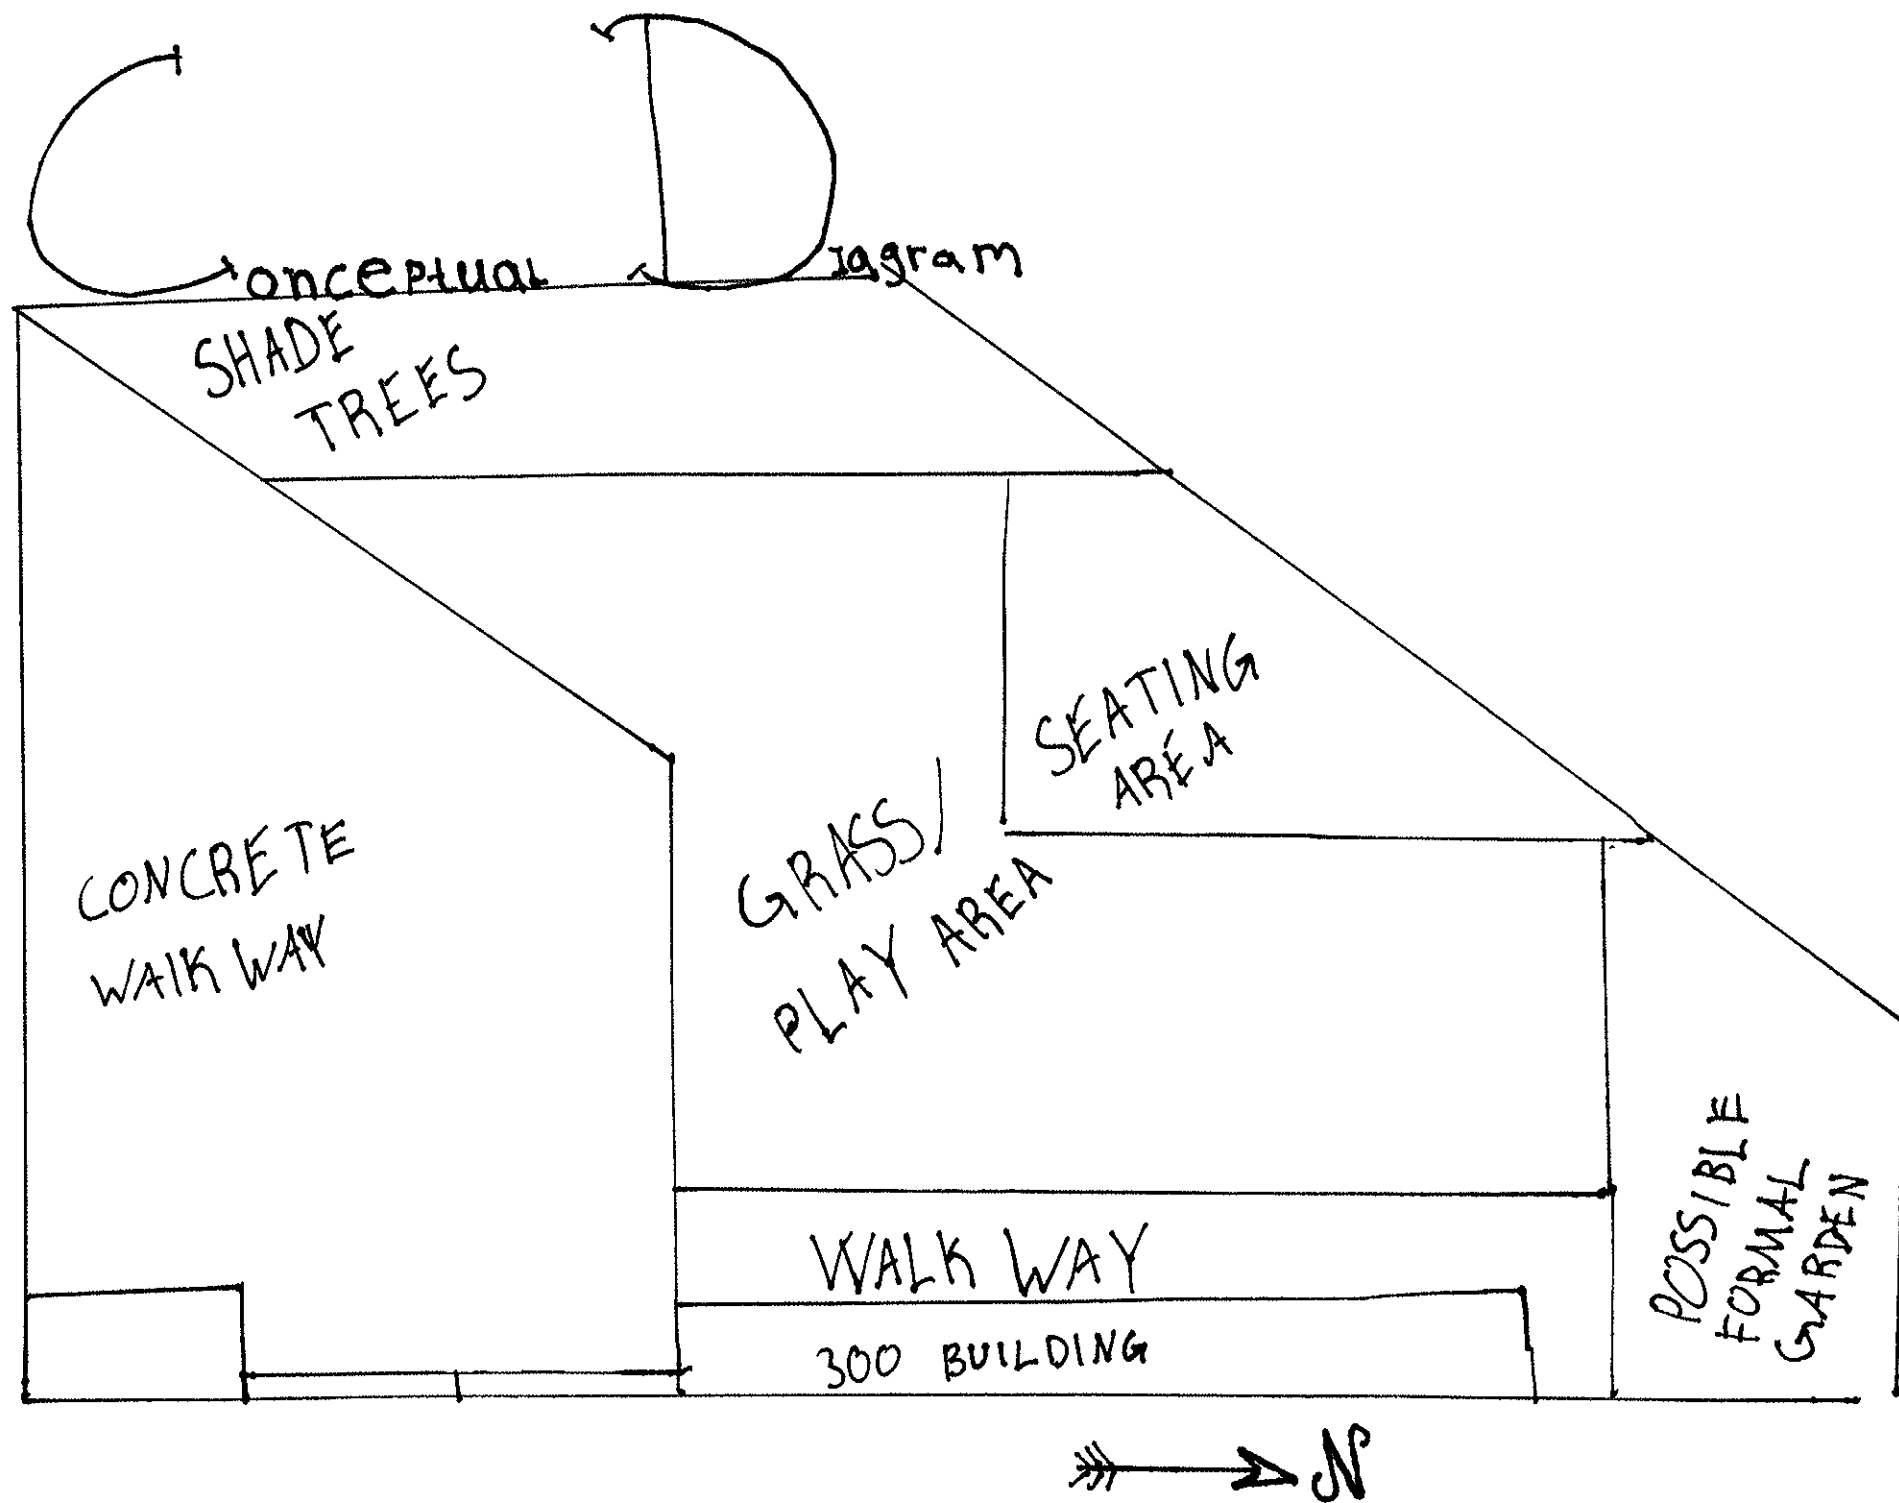 Conceptual Diagram
SHADE
TREES
SEATING
AREA
CONCRETE
WALK WAY
GRASS/
PLAY AREA
WALK WAY
300 BUILDING
POSSIBLE
FORMAL
GARDEN
N